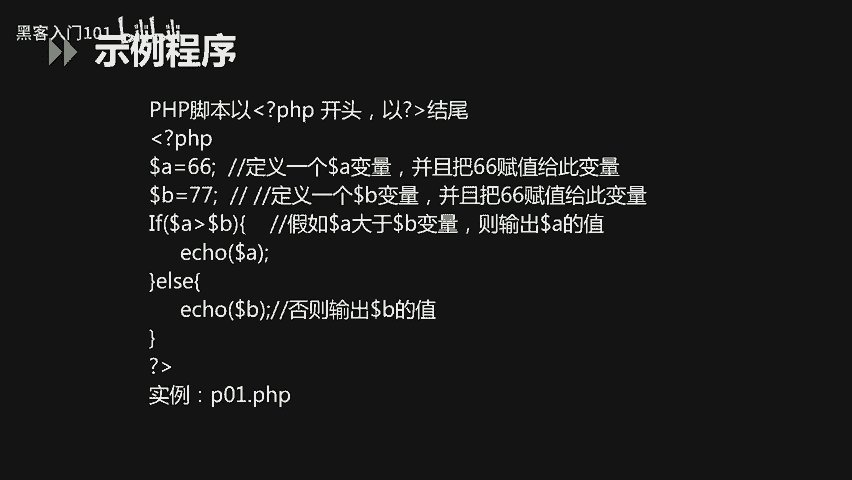 黑客入门101
示例程序
PHP脚本以<?php 开头，以?>结尾
<?php
$a=66;  //定义一个$a变量，并且把66赋值给此变量
$b=77;  // //定义一个$b变量，并且把66赋值给此变量
If($a>$b){    //假如$a大于$b变量，则输出$a的值
echo($a);
}else{
echo($b);//否则输出$b的值
}
?>
实例：p01.php